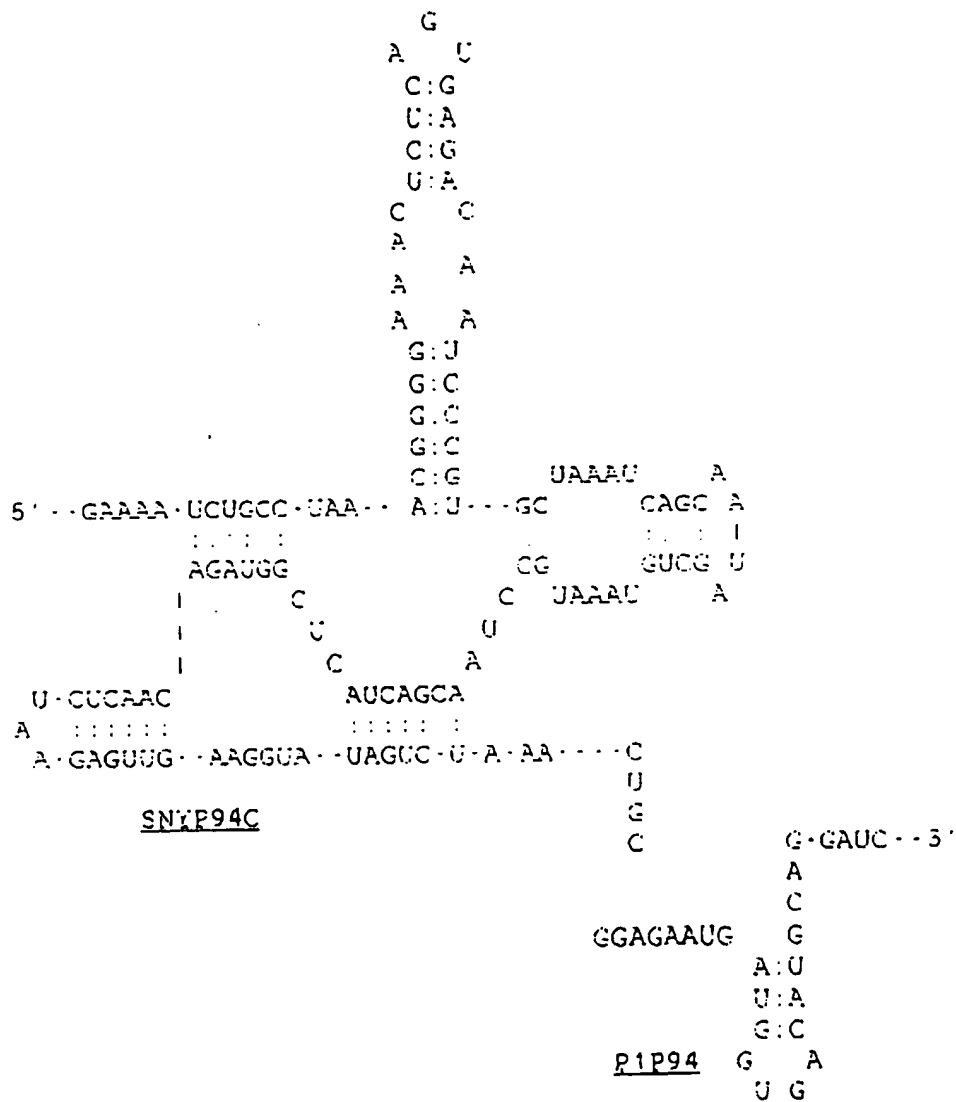 G
A U
C:G
U:A
C:G
U:A
C C
A
A
A
A A
G:U
G:C
G.C
G:C
C:G
UAAAU A
5'--GAAAA·UCUGCC·UAA-- A:U---GC CAGC A
AGAUGG CG GUCG U
C C UAAAU A
U U
C A
U·CUCAAC AUCAGCA
A
A·GAGUUG--AAGGUA--UAGUC·U·A·AA----C
U
SNYP94C G
C G·GAUC--3'
A
C
GGAGAAUG G
A:U
U:A
G:C
P1P94 G A
U G